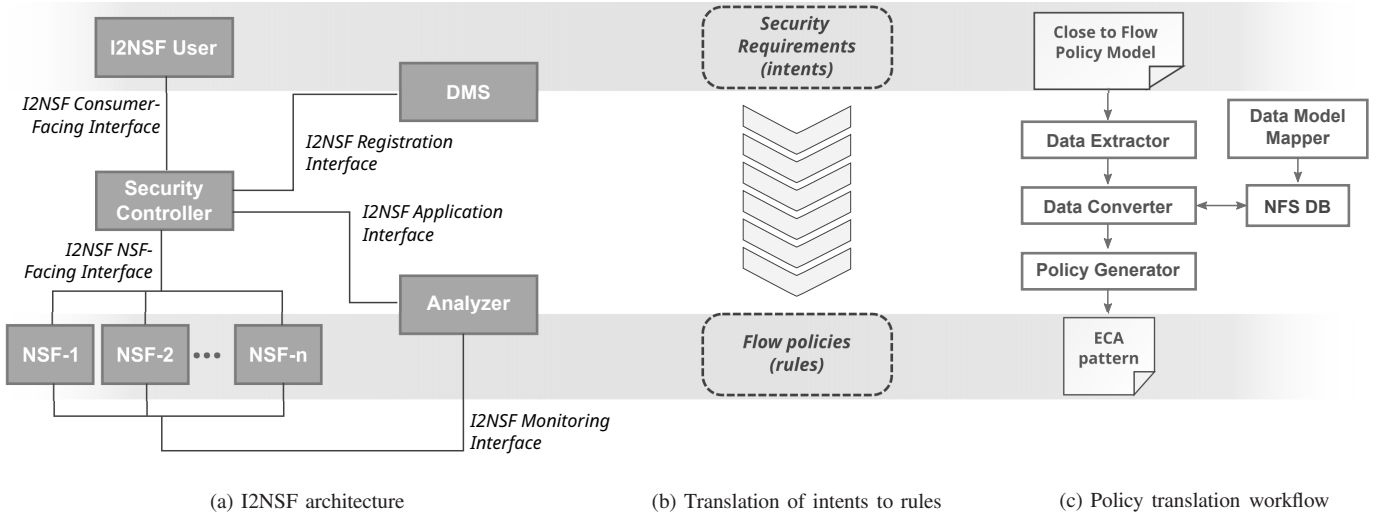 I2NSF User
I2NSF Consumer-
Facing Interface
DMS
I2NSF Registration
Interface
Security
Controller
I2NSF Application
Interface
I2NSF NSF-
Facing Interface
Analyzer
NSF-1
NSF-2
•••
NSF-n
I2NSF Monitoring
Interface
(a) I2NSF architecture
Security
Requirements
(intents)
Flow policies
(rules)
(b) Translation of intents to rules
Close to Flow
Policy Model
Data Extractor
Data Model
Mapper
Data Converter
NFS DB
Policy Generator
ECA
pattern
(c) Policy translation workflow